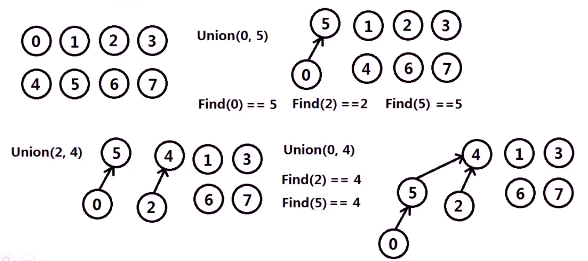 0 1 2 3
4 5 6 7
Union(0, 5)
5 1 2 3
0 4 6 7
Find(0) == 5 Find(2) ==2 Find(5) ==5
Union(2, 4)
5 4 1 3
0 2 6 7
Union(0, 4)
Find(2) == 4
Find(5) == 4
4 1 3
5 2 6 7
0